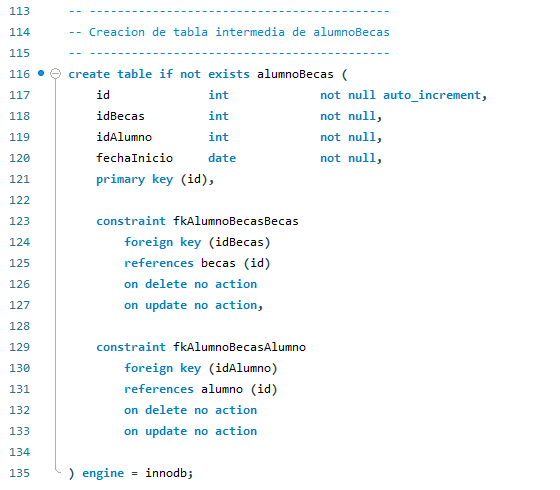 113 -- -------------------------------------------
114 -- Creacion de tabla intermedia de alumnoBecas
115 -- -------------------------------------------
116 create table if not exists alumnoBecas (
117 id int not null auto_increment,
118 idBecas int not null,
119 idAlumno int not null,
120 fechaInicio date not null,
121 primary key (id),
122
123 constraint fkAlumnoBecasBecas
124 foreign key (idBecas)
125 references becas (id)
126 on delete no action
127 on update no action,
128
129 constraint fkAlumnoBecasAlumno
130 foreign key (idAlumno)
131 references alumno (id)
132 on delete no action
133 on update no action
134
135 ) engine = innodb;